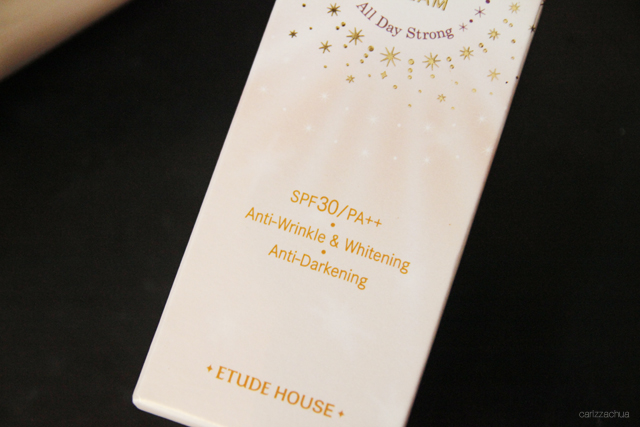 All Day Strong
SPF30/PA++
Anti-Wrinkle & Whitening
Anti-Darkening
ETUDE HOUSE
carizzachua